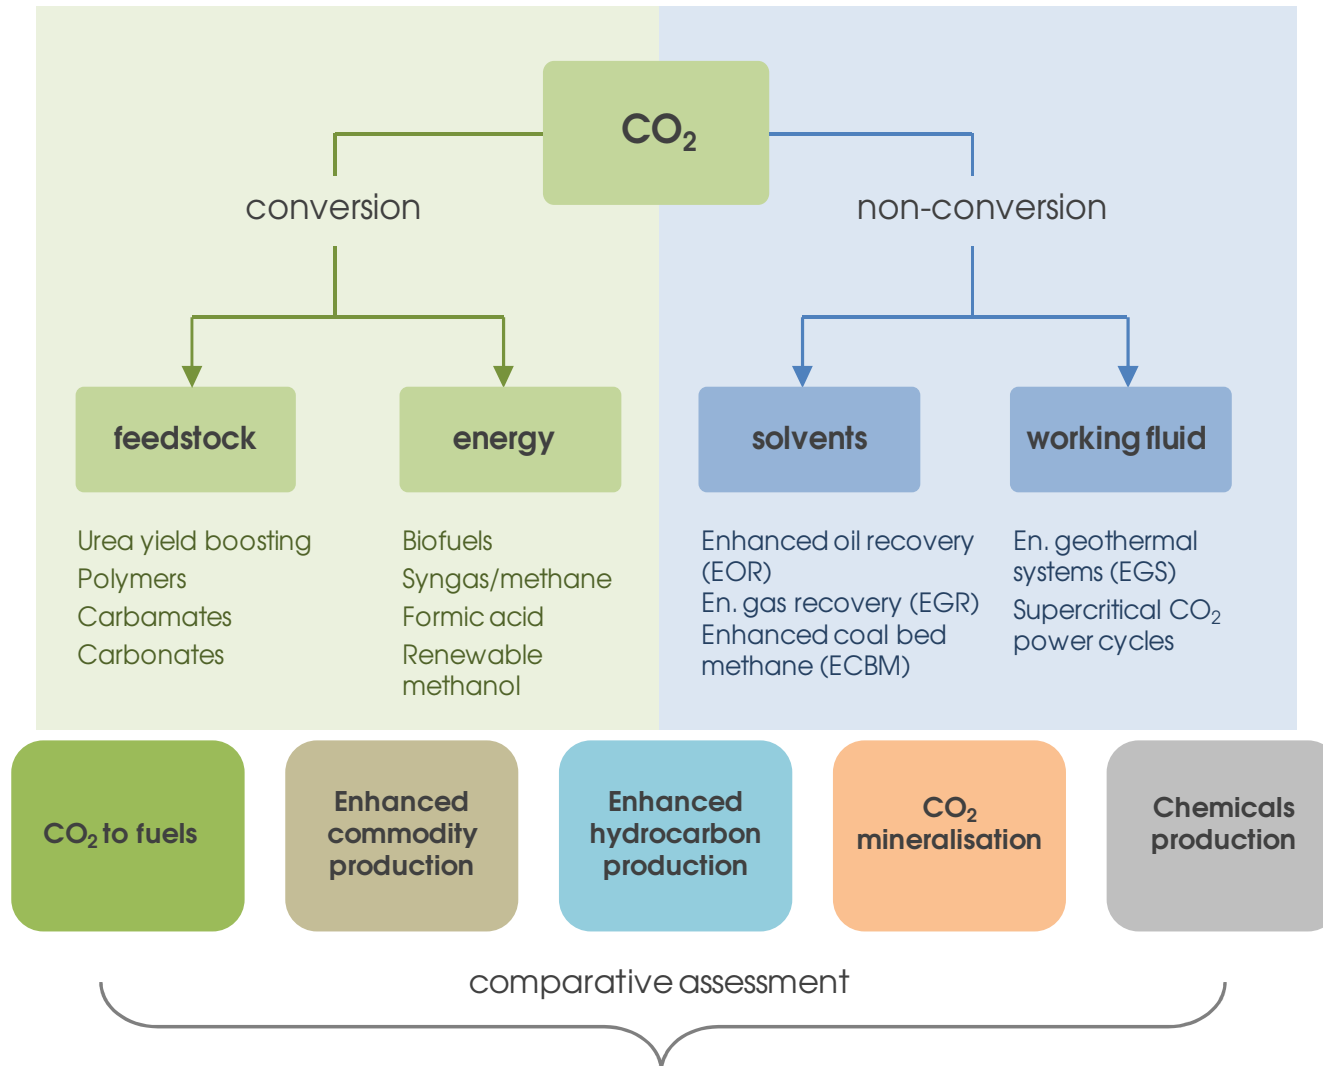 CO₂
conversion
non-conversion
feedstock
energy
solvents
working fluid
Urea yield boosting
Polymers
Carbamates
Carbonates
Biofuels
Syngas/methane
Formic acid
Renewable
methanol
Enhanced oil recovery
(EOR)
En. gas recovery (EGR)
Enhanced coal bed
methane (ECBM)
En. geothermal
systems (EGS)
Supercritical CO₂
power cycles
CO₂ to fuels
Enhanced
commodity
production
Enhanced
hydrocarbon
production
CO₂
mineralisation
Chemicals
production
comparative assessment